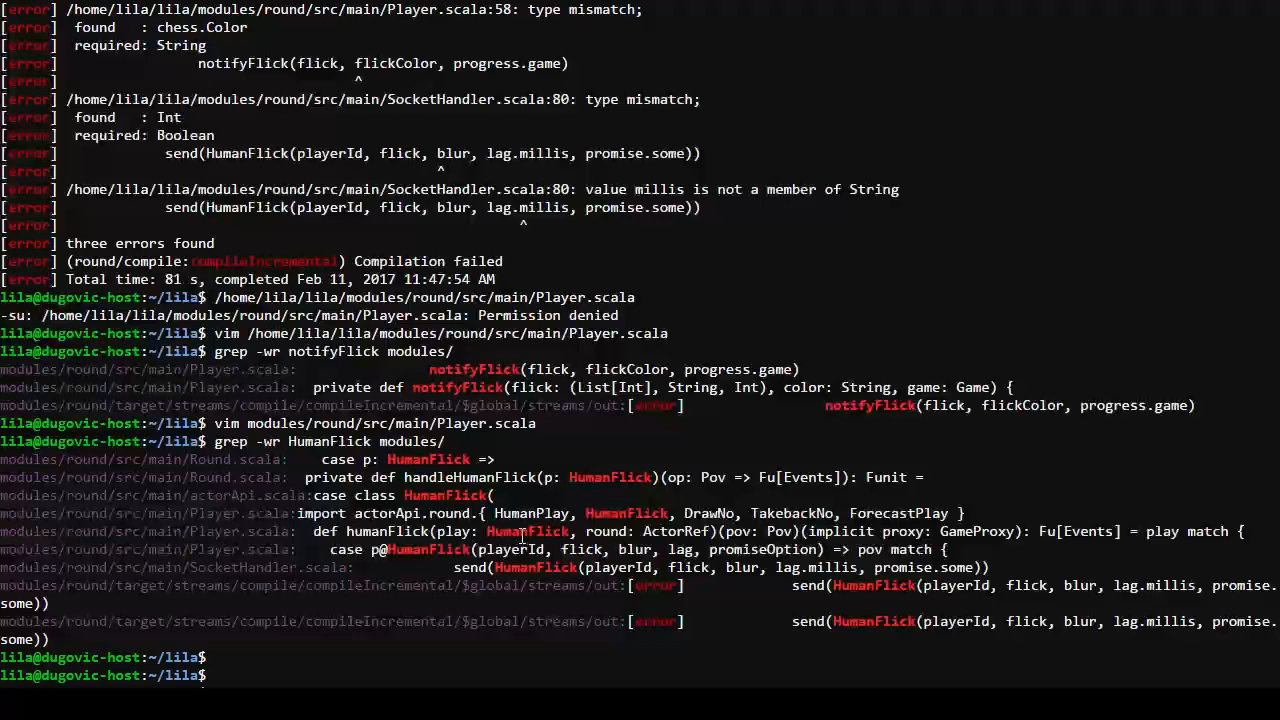 [error] /home/lila/lila/modules/round/src/main/Player.scala:58: type mismatch;
[error]  found   : chess.Color
[error]  required: String
[error]                 notifyFlick(flick, flickColor, progress.game)
[error]                                    ^
[error] /home/lila/lila/modules/round/src/main/SocketHandler.scala:80: type mismatch;
[error]  found   : Int
[error]  required: Boolean
[error]             send(HumanFlick(playerId, flick, blur, lag.millis, promise.some))
[error]                                              ^
[error] /home/lila/lila/modules/round/src/main/SocketHandler.scala:80: value millis is not a member of String
[error]             send(HumanFlick(playerId, flick, blur, lag.millis, promise.some))
[error]                                                        ^
[error] three errors found
[error] (round/compile:compileIncremental) Compilation failed
[error] Total time: 81 s, completed Feb 11, 2017 11:47:54 AM
lila@dugovic-host:~/lila$ /home/lila/lila/modules/round/src/main/Player.scala
-su: /home/lila/lila/modules/round/src/main/Player.scala: Permission denied
lila@dugovic-host:~/lila$ vim /home/lila/lila/modules/round/src/main/Player.scala
lila@dugovic-host:~/lila$ grep -wr notifyFlick modules/
modules/round/src/main/Player.scala:                notifyFlick(flick, flickColor, progress.game)
modules/round/src/main/Player.scala:  private def notifyFlick(flick: (List[Int], String, Int), color: String, game: Game) {
modules/round/target/streams/compile/compileIncremental/$global/streams/out:[error]                 notifyFlick(flick, flickColor, progress.game)
lila@dugovic-host:~/lila$ vim modules/round/src/main/Player.scala
lila@dugovic-host:~/lila$ grep -wr HumanFlick modules/
modules/round/src/main/Round.scala:    case p: HumanFlick =>
modules/round/src/main/Round.scala:  private def handleHumanFlick(p: HumanFlick)(op: Pov => Fu[Events]): Funit =
modules/round/src/main/actorApi.scala:case class HumanFlick(
modules/round/src/main/Player.scala:import actorApi.round.{ HumanPlay, HumanFlick, DrawNo, TakebackNo, ForecastPlay }
modules/round/src/main/Player.scala:  def humanFlick(play: HumanFlick, round: ActorRef)(pov: Pov)(implicit proxy: GameProxy): Fu[Events] = play match {
modules/round/src/main/Player.scala:    case p@HumanFlick(playerId, flick, blur, lag, promiseOption) => pov match {
modules/round/src/main/SocketHandler.scala:            send(HumanFlick(playerId, flick, blur, lag.millis, promise.some))
modules/round/target/streams/compile/compileIncremental/$global/streams/out:[error]             send(HumanFlick(playerId, flick, blur, lag.millis, promise.
some))
modules/round/target/streams/compile/compileIncremental/$global/streams/out:[error]             send(HumanFlick(playerId, flick, blur, lag.millis, promise.
some))
lila@dugovic-host:~/lila$
lila@dugovic-host:~/lila$